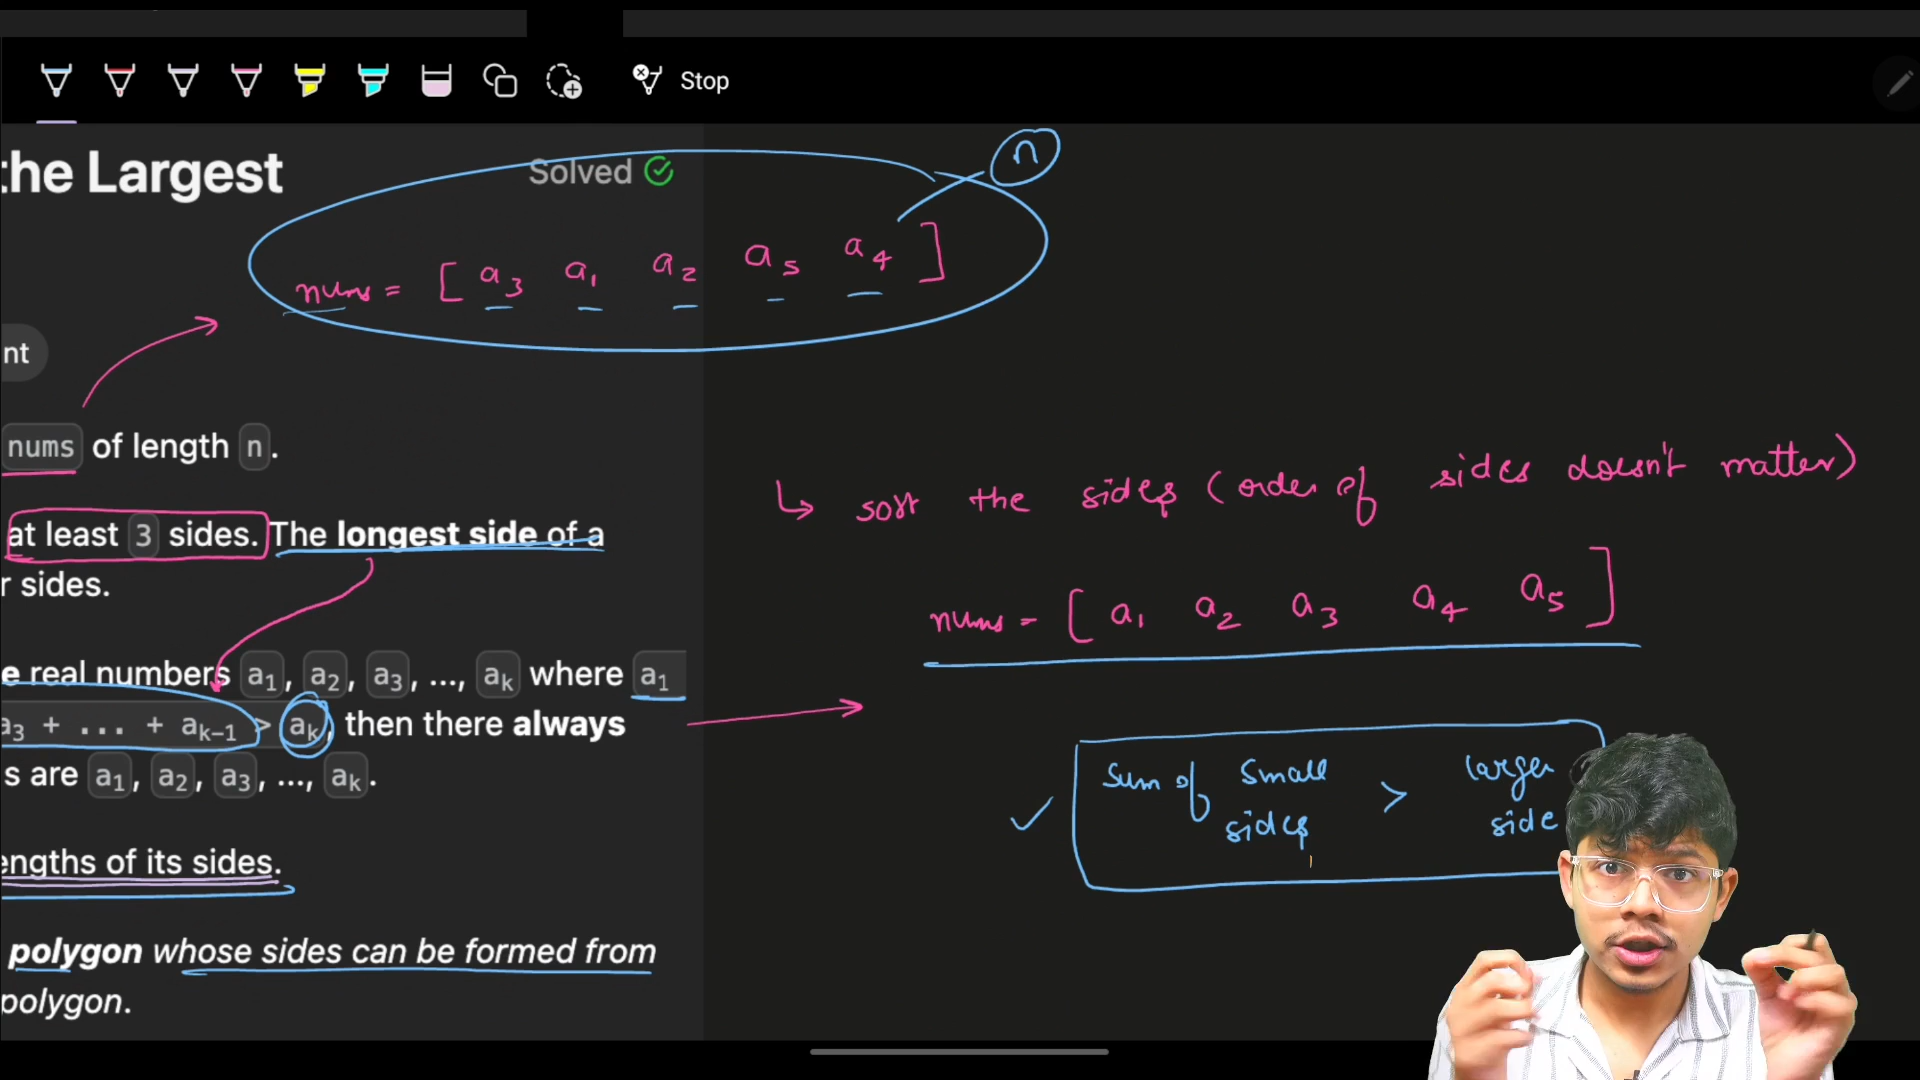 Stop
the Largest
Solved
n
nums = [ a3 a1 a2 a5 a4 ]
nt
nums of length n.
sort the sides (order of sides doesn't matter)
at least 3 sides. The longest side of a
r sides.
nums = [ a1 a2 a3 a4 a5 ]
e real numbers a1, a2, a3, ..., ak where a1
a3 + ... + ak-1 > ak, then there always
s are a1, a2, a3, ..., ak.
Sum of small sides > larger side
engths of its sides.
polygon whose sides can be formed from
polygon.